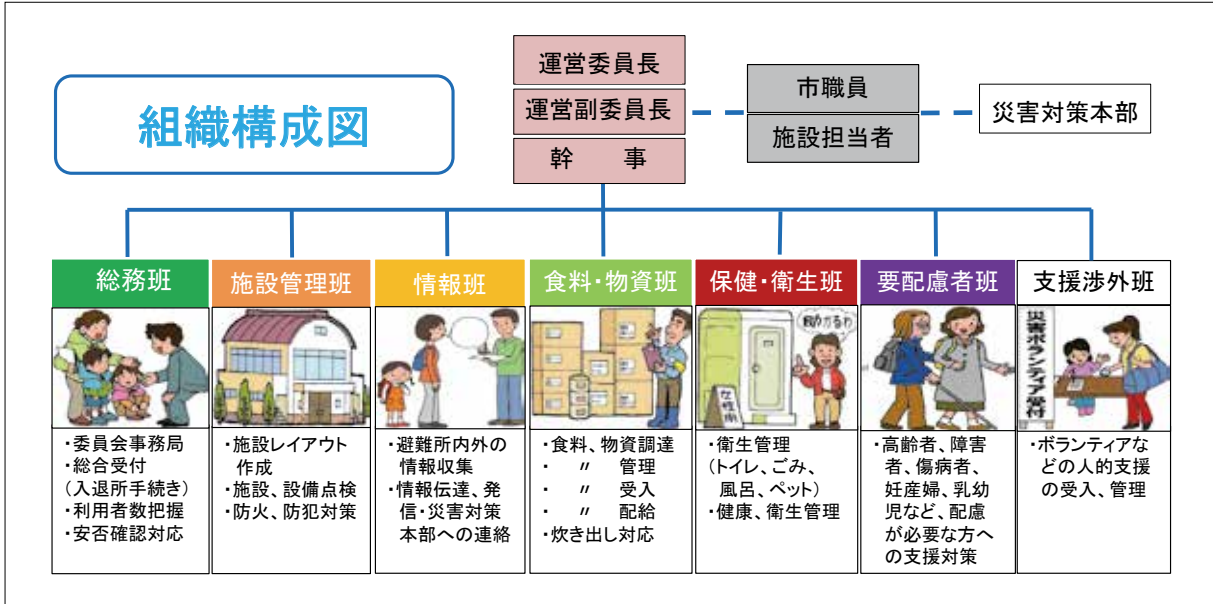 組織構成図
運営委員長
運営副委員長
幹　事
市職員
施設担当者
災害対策本部
総務班
・委員会事務局
・総合受付
(入退所手続き)
・利用者数把握
・安否確認対応
施設管理班
・施設レイアウト
作成
・施設、設備点検
・防火、防犯対策
情報班
・避難所内外の
情報収集
・情報伝達、発
信・災害対策
本部への連絡
食料・物資班
・食料、物資調達
・　〃　管理
・　〃　受入
・　〃　配給
・炊き出し対応
保健・衛生班
助かるわ
女性用
・衛生管理
(トイレ、ごみ、
風呂、ペット)
・健康、衛生管理
要配慮者班
・高齢者、障害
者、傷病者、
妊産婦、乳幼
児など、配慮
が必要な方へ
の支援対策
支援渉外班
災害ボランティア受付
・ボランティアな
どの人的支援
の受入、管理